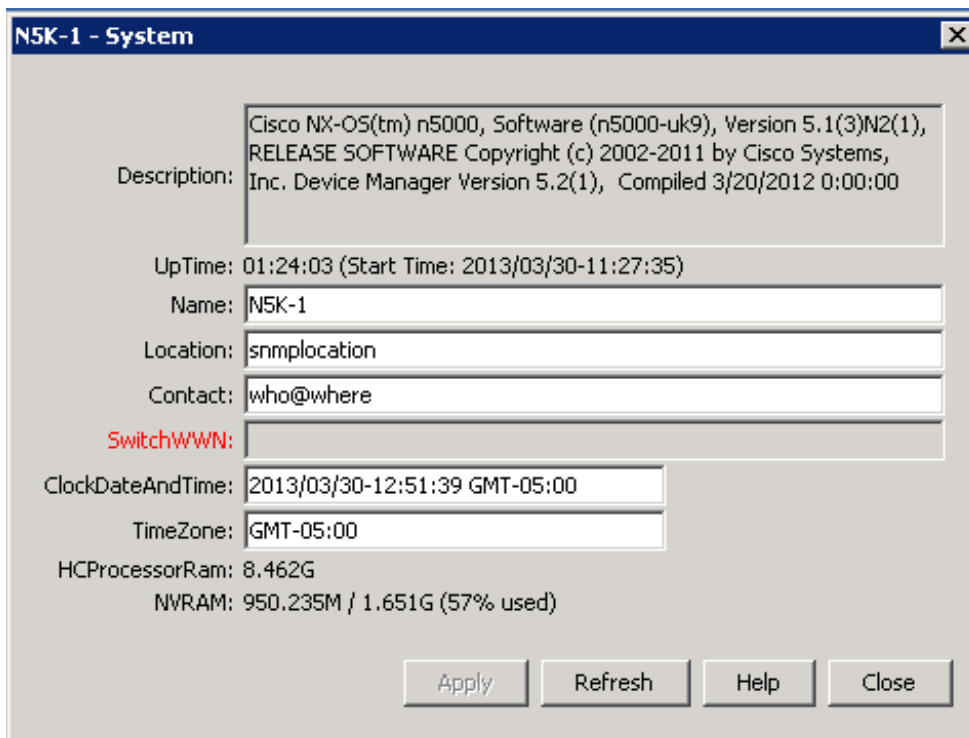 N5K-1 - System
Description:
Cisco NX-OS(tm) n5000, Software (n5000-uk9), Version 5.1(3)N2(1),
RELEASE SOFTWARE Copyright (c) 2002-2011 by Cisco Systems,
Inc. Device Manager Version 5.2(1),  Compiled 3/20/2012 0:00:00
UpTime: 01:24:03 (Start Time: 2013/03/30-11:27:35)
Name: N5K-1
Location: snmplocation
Contact: who@where
SwitchWWN:
ClockDateAndTime: 2013/03/30-12:51:39 GMT-05:00
TimeZone: GMT-05:00
HCProcessorRam: 8.462G
NVRAM: 950.235M / 1.651G (57% used)
Apply Refresh Help Close